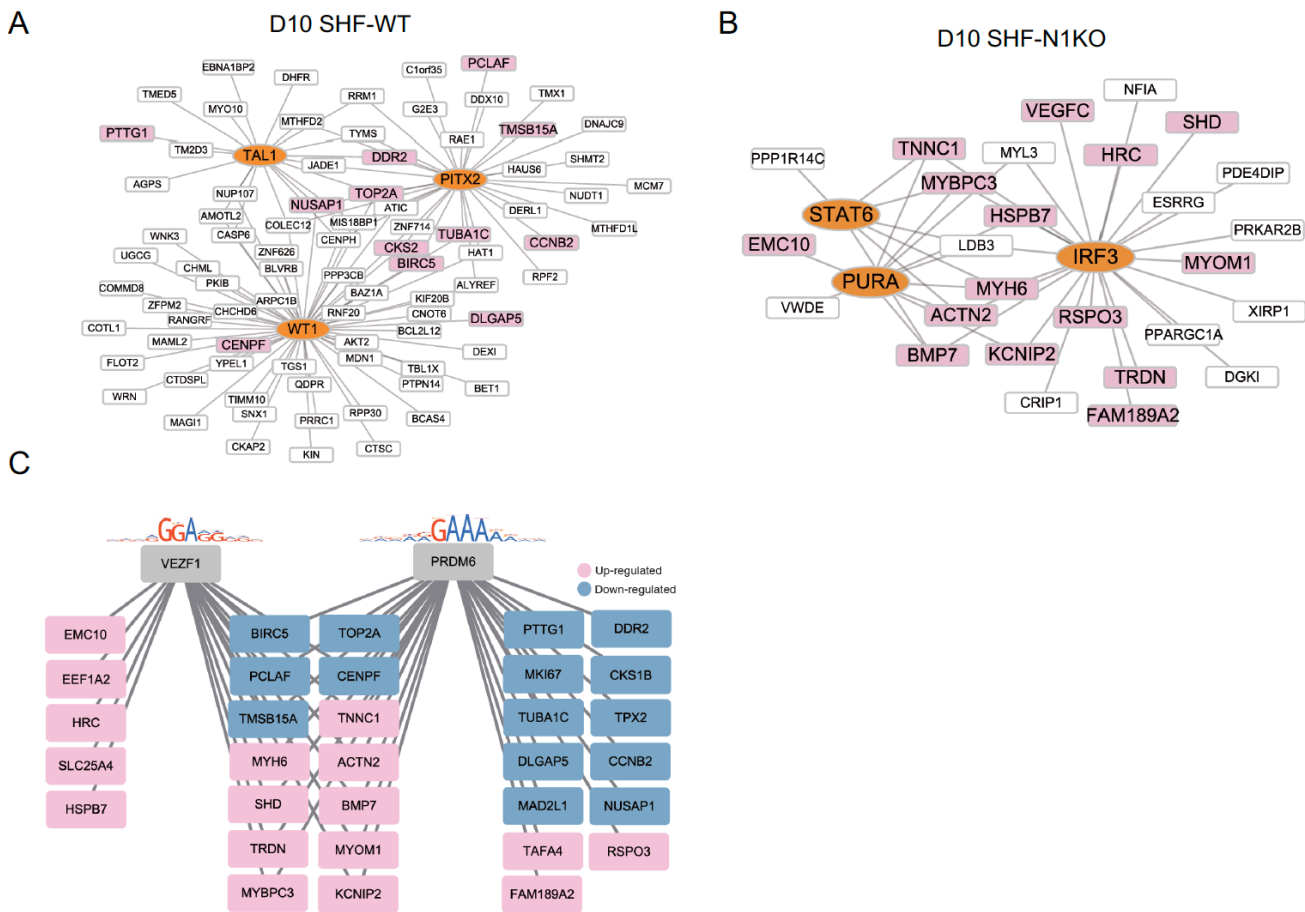 A
D10 SHF-WT
EBNA1BP2
DHFR
TMED5
MYO10
RRM1
C1orf35
PCLAF
DDX10
TMX1
G2E3
MTHFD2
PTTG1
TYMS
TMSB15A
DNAJC9
RAE1
TM2D3
TAL1
DDR2
JADE1
SHMT2
HAUS6
AGPS
PITX2
MCM7
NUP107
TOP2A
NUDT1
NUSAP1
ATIC
DERL1
AMOTL2
MIS18BP1
COLEC12
ZNF714
MTHFD1L
WNK3
CASP6
TUBA1C
CENPH
CCNB2
CKS2
UGCG
ZNF626
HAT1
CHML
BLVRB
BIRC5
RPF2
PPP3CB
PKIB
ALYREF
COMMD8
BAZ1A
ARPC1B
KIF20B
ZFPM2
CHCHD6
RNF20
CNOT6
DLGAP5
RANGRF
COTL1
WT1
BCL2L12
MAML2
AKT2
CENPF
DEXI
MDN1
FLOT2
YPEL1
TGS1
TBL1X
CTDSPL
QDPR
PTPN14
BET1
WRN
TIMM10
SNX1
RPP30
BCAS4
MAGI1
PRRC1
CKAP2
CTSC
KIN
B
D10 SHF-N1KO
NFIA
VEGFC
SHD
TNNC1
MYL3
HRC
PPP1R14C
PDE4DIP
MYBPC3
ESRRG
STAT6
HSPB7
PRKAR2B
EMC10
LDB3
IRF3
MYOM1
PURA
MYH6
VWDE
ACTN2
RSPO3
XIRP1
PPARGC1A
BMP7
KCNIP2
TRDN
DGKI
CRIP1
FAM189A2
C
GGAGG
GAAA
VEZF1
PRDM6
Up-regulated
Down-regulated
EMC10
BIRC5
TOP2A
PTTG1
DDR2
EEF1A2
PCLAF
CENPF
MKI67
CKS1B
HRC
TMSB15A
TNNC1
TUBA1C
TPX2
SLC25A4
MYH6
ACTN2
DLGAP5
CCNB2
HSPB7
SHD
BMP7
MAD2L1
NUSAP1
TRDN
MYOM1
TAFA4
RSPO3
MYBPC3
KCNIP2
FAM189A2